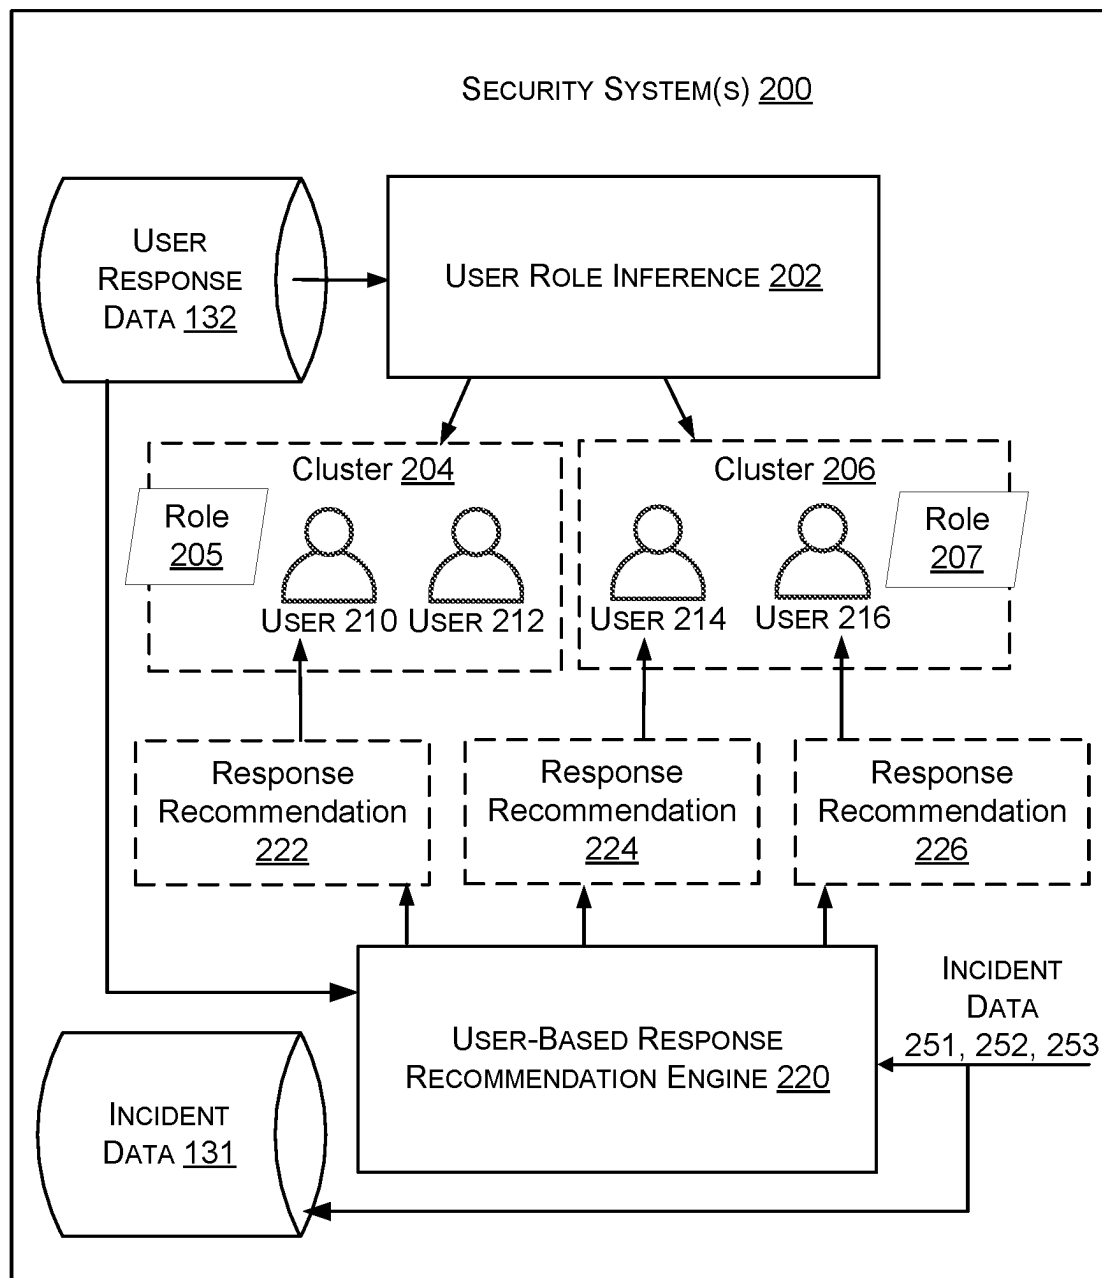 SECURITY SYSTEM(S) 200
USER
RESPONSE
DATA 132
USER ROLE INFERENCE 202
Cluster 204
Role
205
USER 210
USER 212
Cluster 206
Role
207
USER 214
USER 216
Response
Recommendation
222
Response
Recommendation
224
Response
Recommendation
226
USER-BASED RESPONSE
RECOMMENDATION ENGINE 220
INCIDENT
DATA
251, 252, 253
INCIDENT
DATA 131